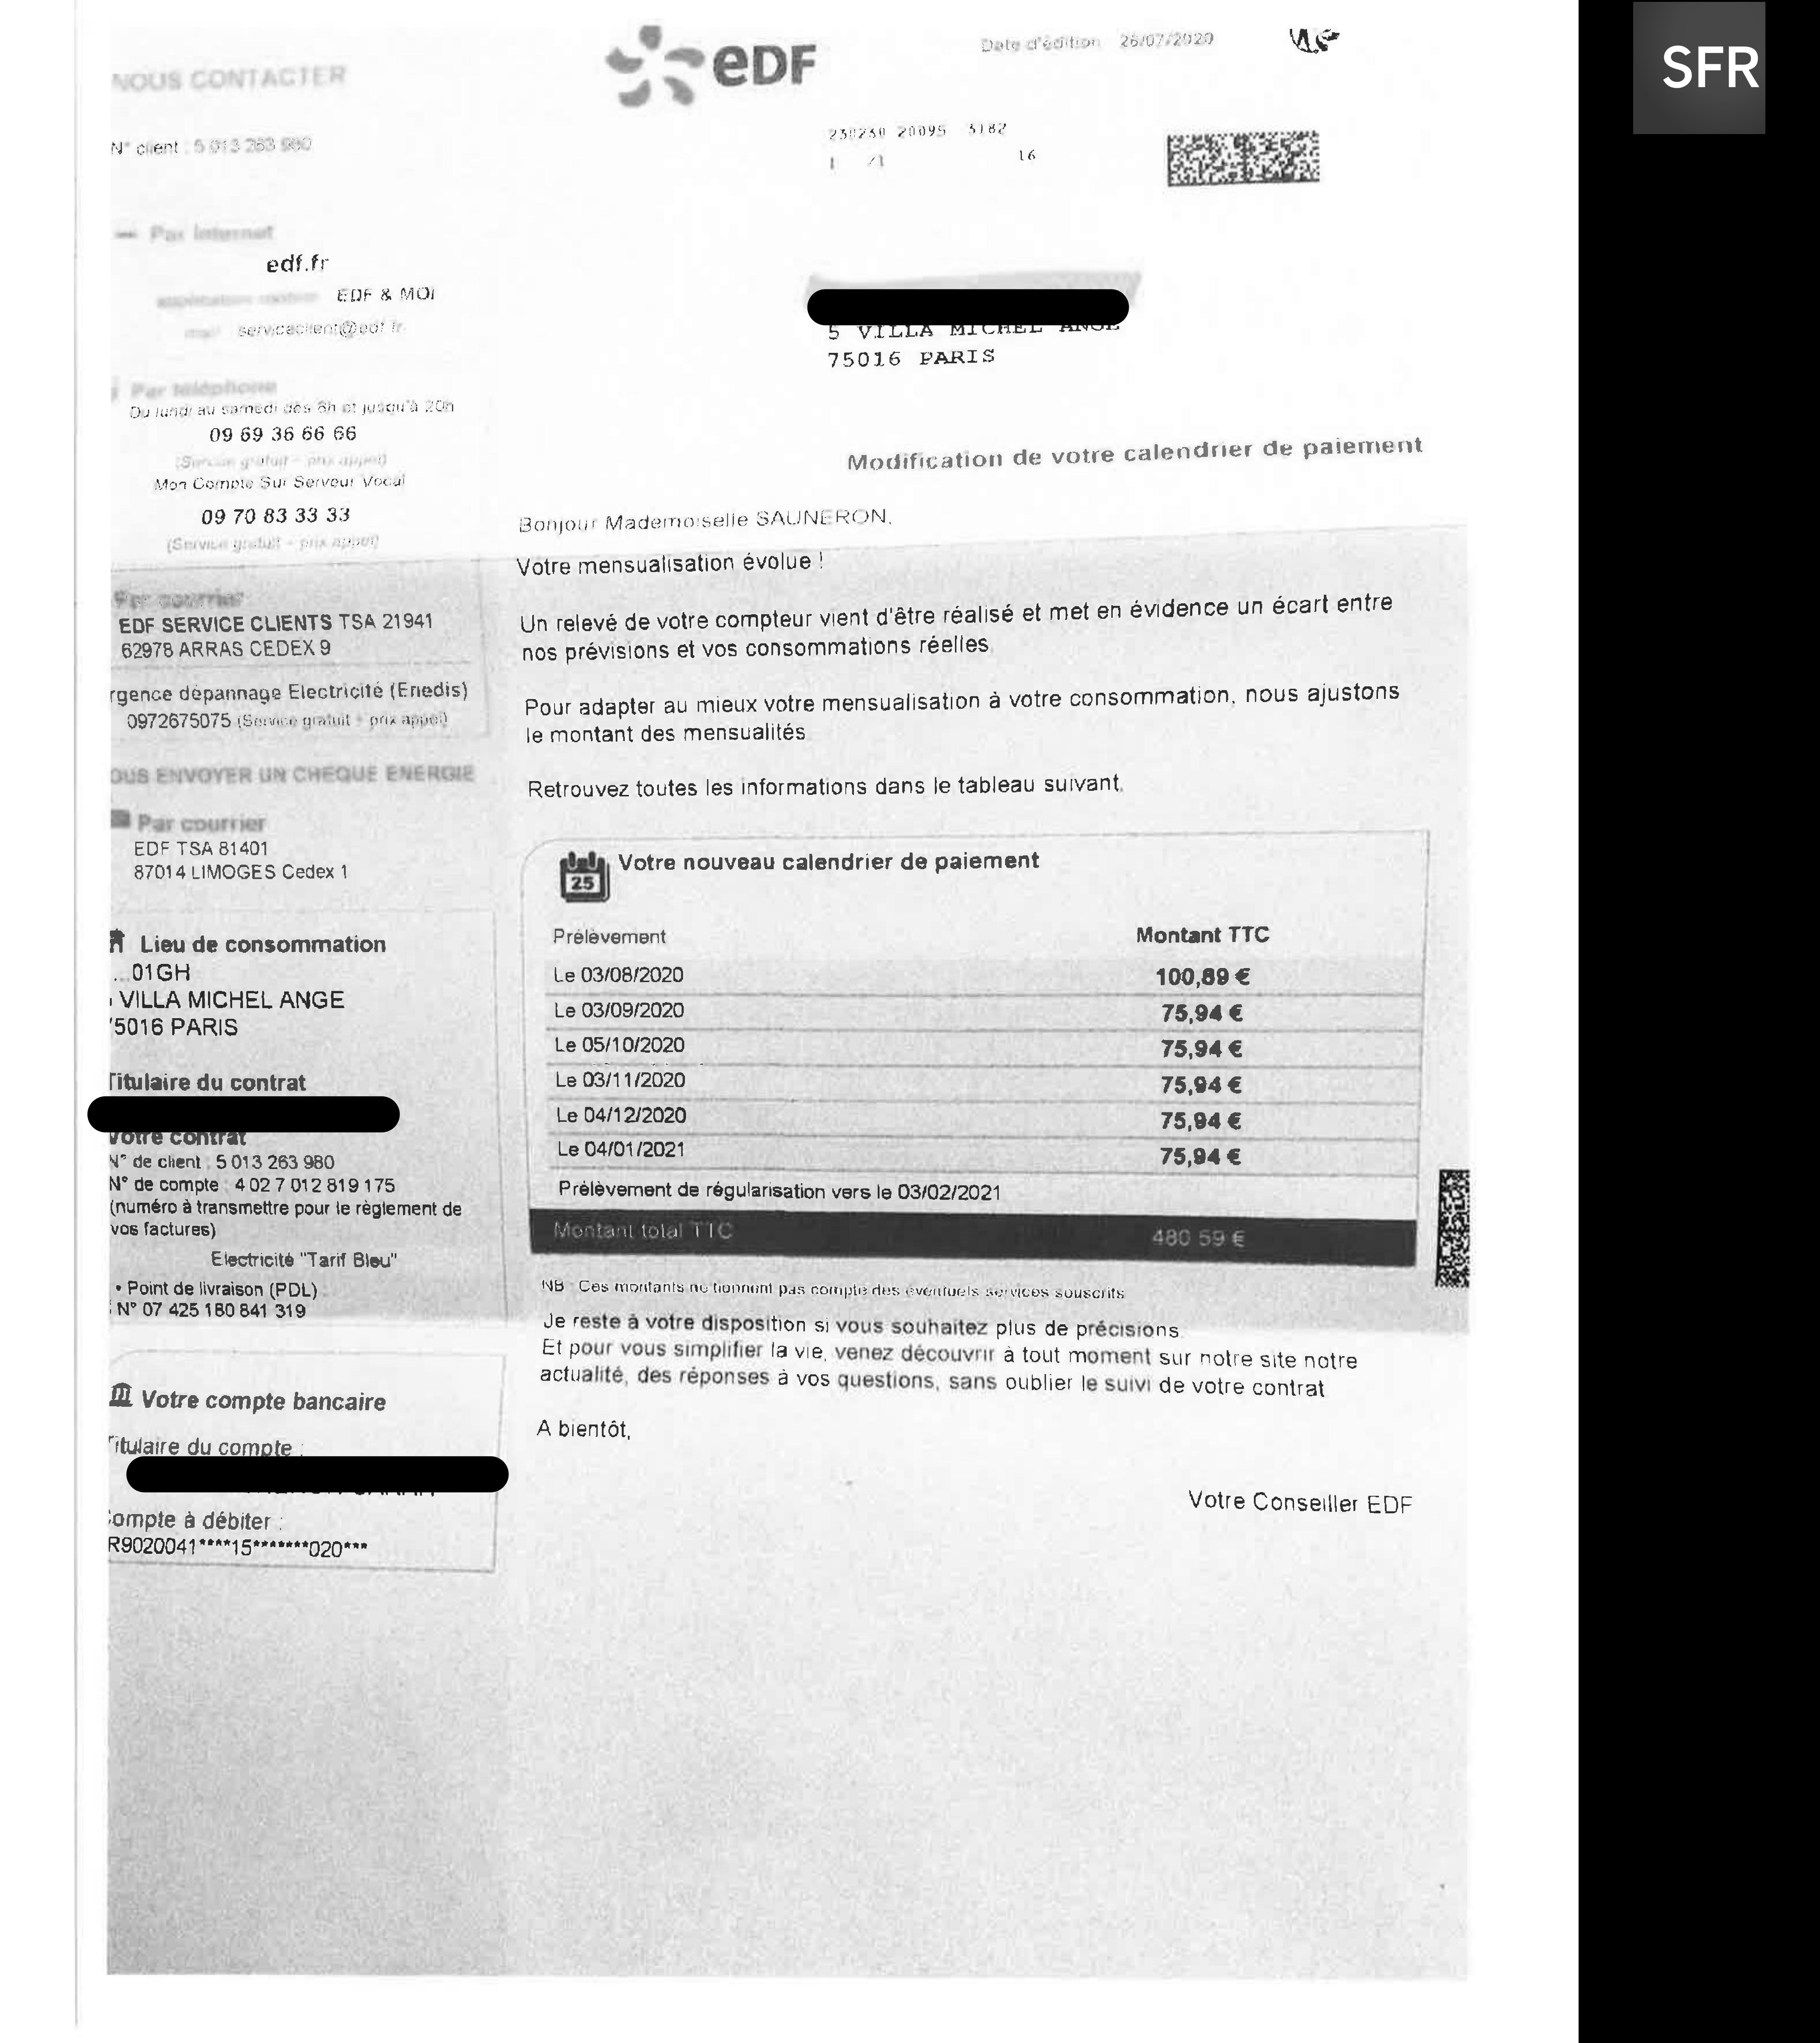 SFR
eDF
Date d'édition 26/07/2020
NOUS CONTACTER
N° client : 5 013 263 980
230230 20095 3182
1 /1 16
Par internet
edf.fr
application mobile EDF & MOI
mail serviceclient@edf.fr
Par téléphone
Du lundi au samedi dès 8h et jusqu'à 20h
09 69 36 66 66
(Service gratuit - prix appel)
Mon Compte Sur Serveur Vocal
09 70 83 33 33
(Service gratuit - prix appel)
Par courrier
EDF SERVICE CLIENTS TSA 21941
62978 ARRAS CEDEX 9
rgence dépannage Electricité (Enedis)
0972675075 (Service gratuit + prix appel)
OUS ENVOYER UN CHEQUE ENERGIE
Par courrier
EDF TSA 81401
87014 LIMOGES Cedex 1
Lieu de consommation
01GH
VILLA MICHEL ANGE
5016 PARIS
Titulaire du contrat
Votre contrat
N° de client : 5 013 263 980
N° de compte : 4 027 012 819 175
(numéro à transmettre pour le règlement de
vos factures)
Electricité "Tarif Bleu"
• Point de livraison (PDL) :
N° 07 425 180 841 319
Votre compte bancaire
Titulaire du compte :
ompte à débiter :
R9020041****15*******020***
5 VILLA MICHEL ANGE
75016 PARIS
Modification de votre calendrier de paiement
Bonjour Mademoiselle SAUNERON,
Votre mensualisation évolue !
Un relevé de votre compteur vient d'être réalisé et met en évidence un écart entre
nos prévisions et vos consommations réelles.
Pour adapter au mieux votre mensualisation à votre consommation, nous ajustons
le montant des mensualités
Retrouvez toutes les informations dans le tableau suivant.
25
Votre nouveau calendrier de paiement
Prélèvement Montant TTC
Le 03/08/2020 100,89 €
Le 03/09/2020 75,94 €
Le 05/10/2020 75,94 €
Le 03/11/2020 75,94 €
Le 04/12/2020 75,94 €
Le 04/01/2021 75,94 €
Prélèvement de régularisation vers le 03/02/2021
Montant total TTC 480 59 €
NB : Ces montants ne tiennent pas compte des éventuels services souscrits
Je reste à votre disposition si vous souhaitez plus de précisions.
Et pour vous simplifier la vie, venez découvrir à tout moment sur notre site notre
actualité, des réponses à vos questions, sans oublier le suivi de votre contrat
A bientôt,
Votre Conseiller EDF